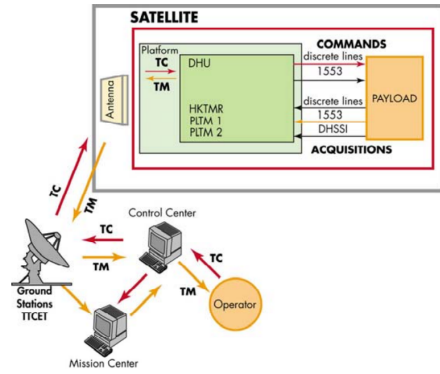 SATELLITE
Platform
TC
TM
DHU
HKTMR
PLTM 1
PLTM 2
COMMANDS
discrete lines
1553
discrete lines
1553
DHSSI
ACQUISITIONS
PAYLOAD
Antenna
TC
TM
Control Center
TC
TM
TC
TM
Ground
Stations
TTCET
Operator
Mission Center